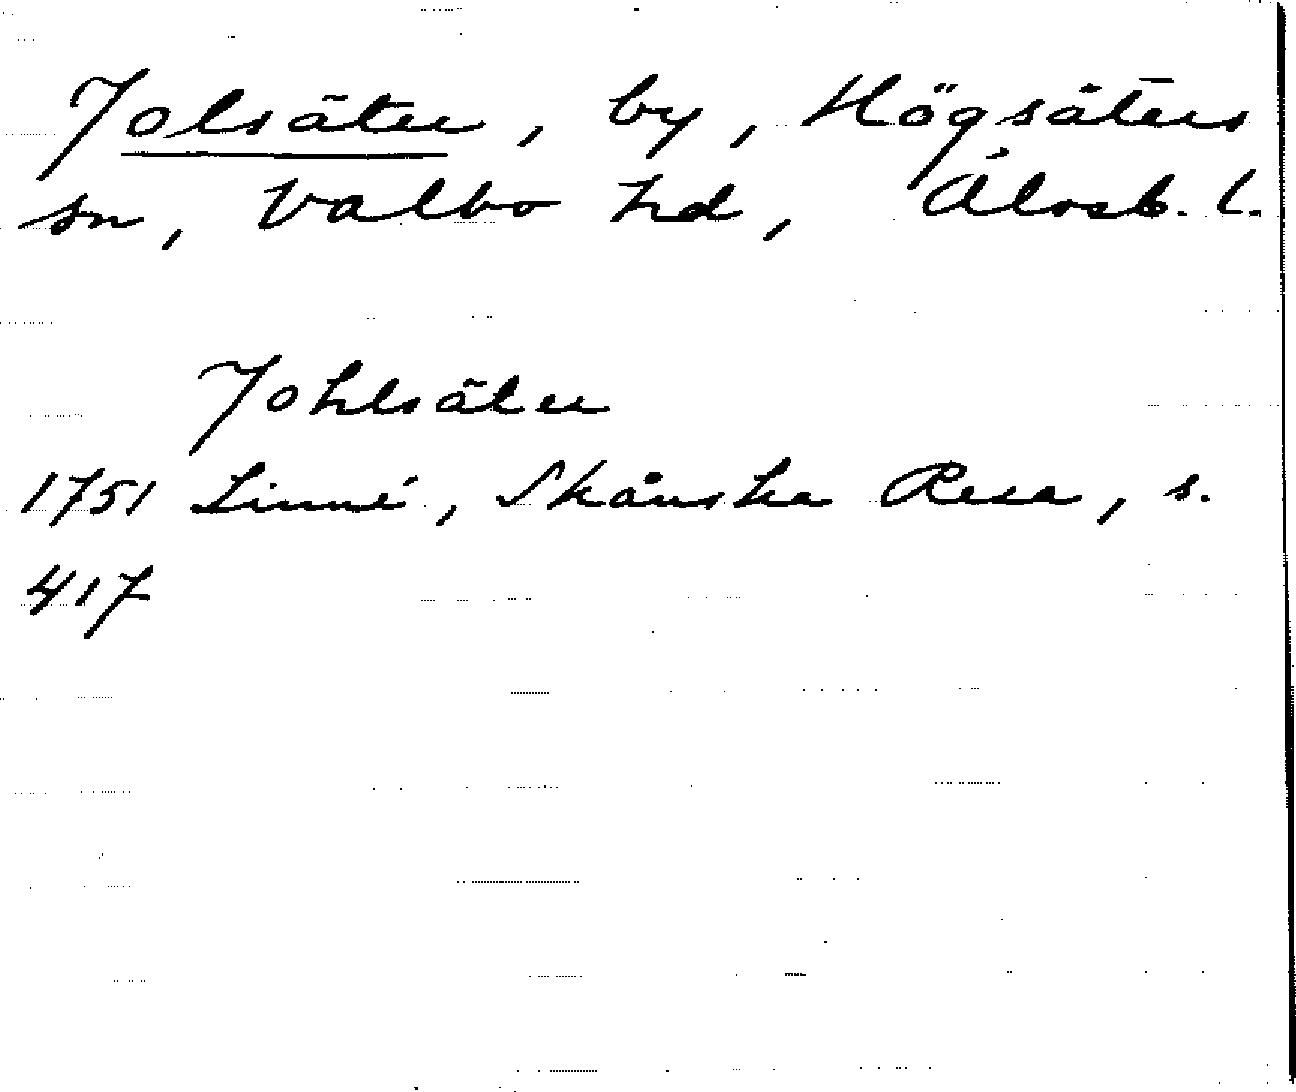 Jolsäter, by, Högsäters
sn, Valbo hd, Älvsb. l.
Johlsäter
1751 Linné, Skånska Resa, s.
417